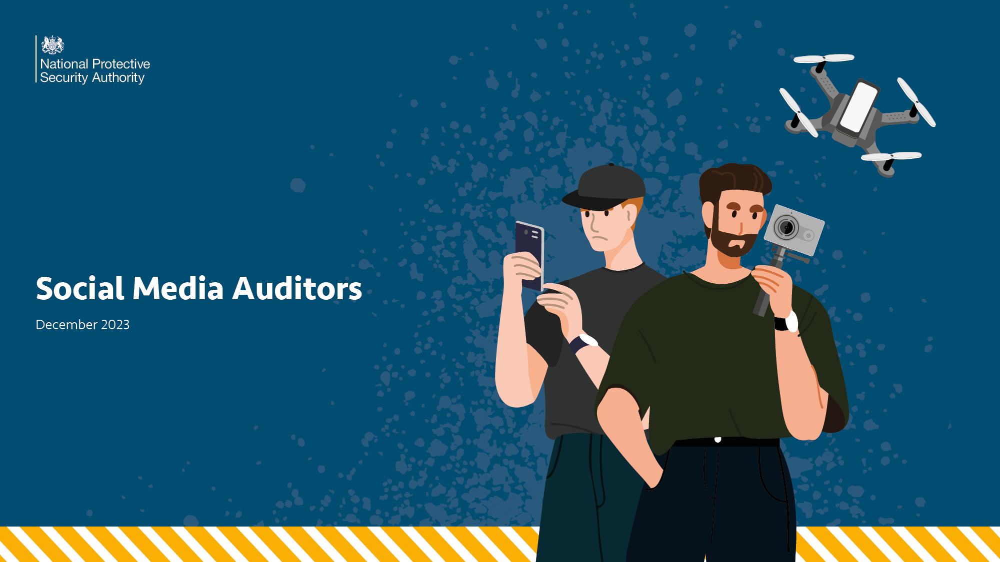 National Protective
Security Authority
Social Media Auditors
December 2023